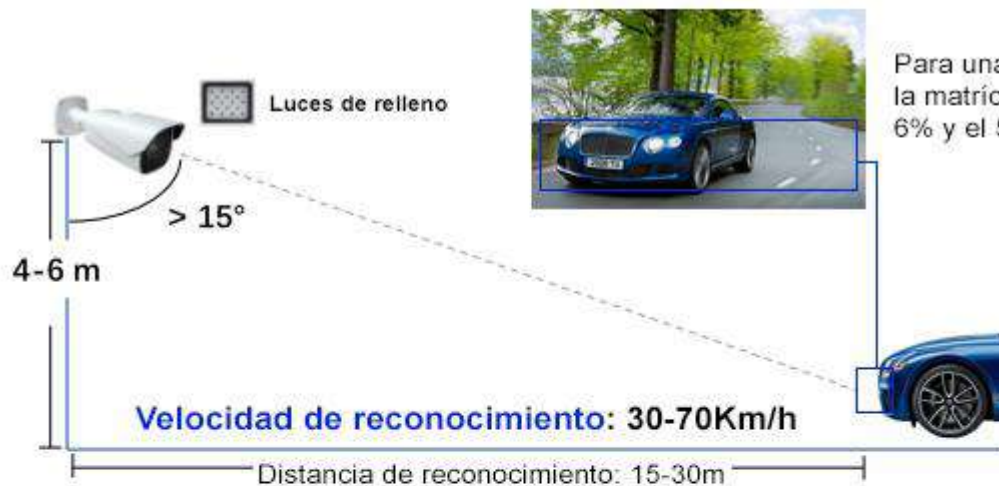 Luces de relleno
Para una
la matríc
6% y el 5
> 15°
4-6 m
Velocidad de reconocimiento: 30-70Km/h
Distancia de reconocimiento: 15-30m